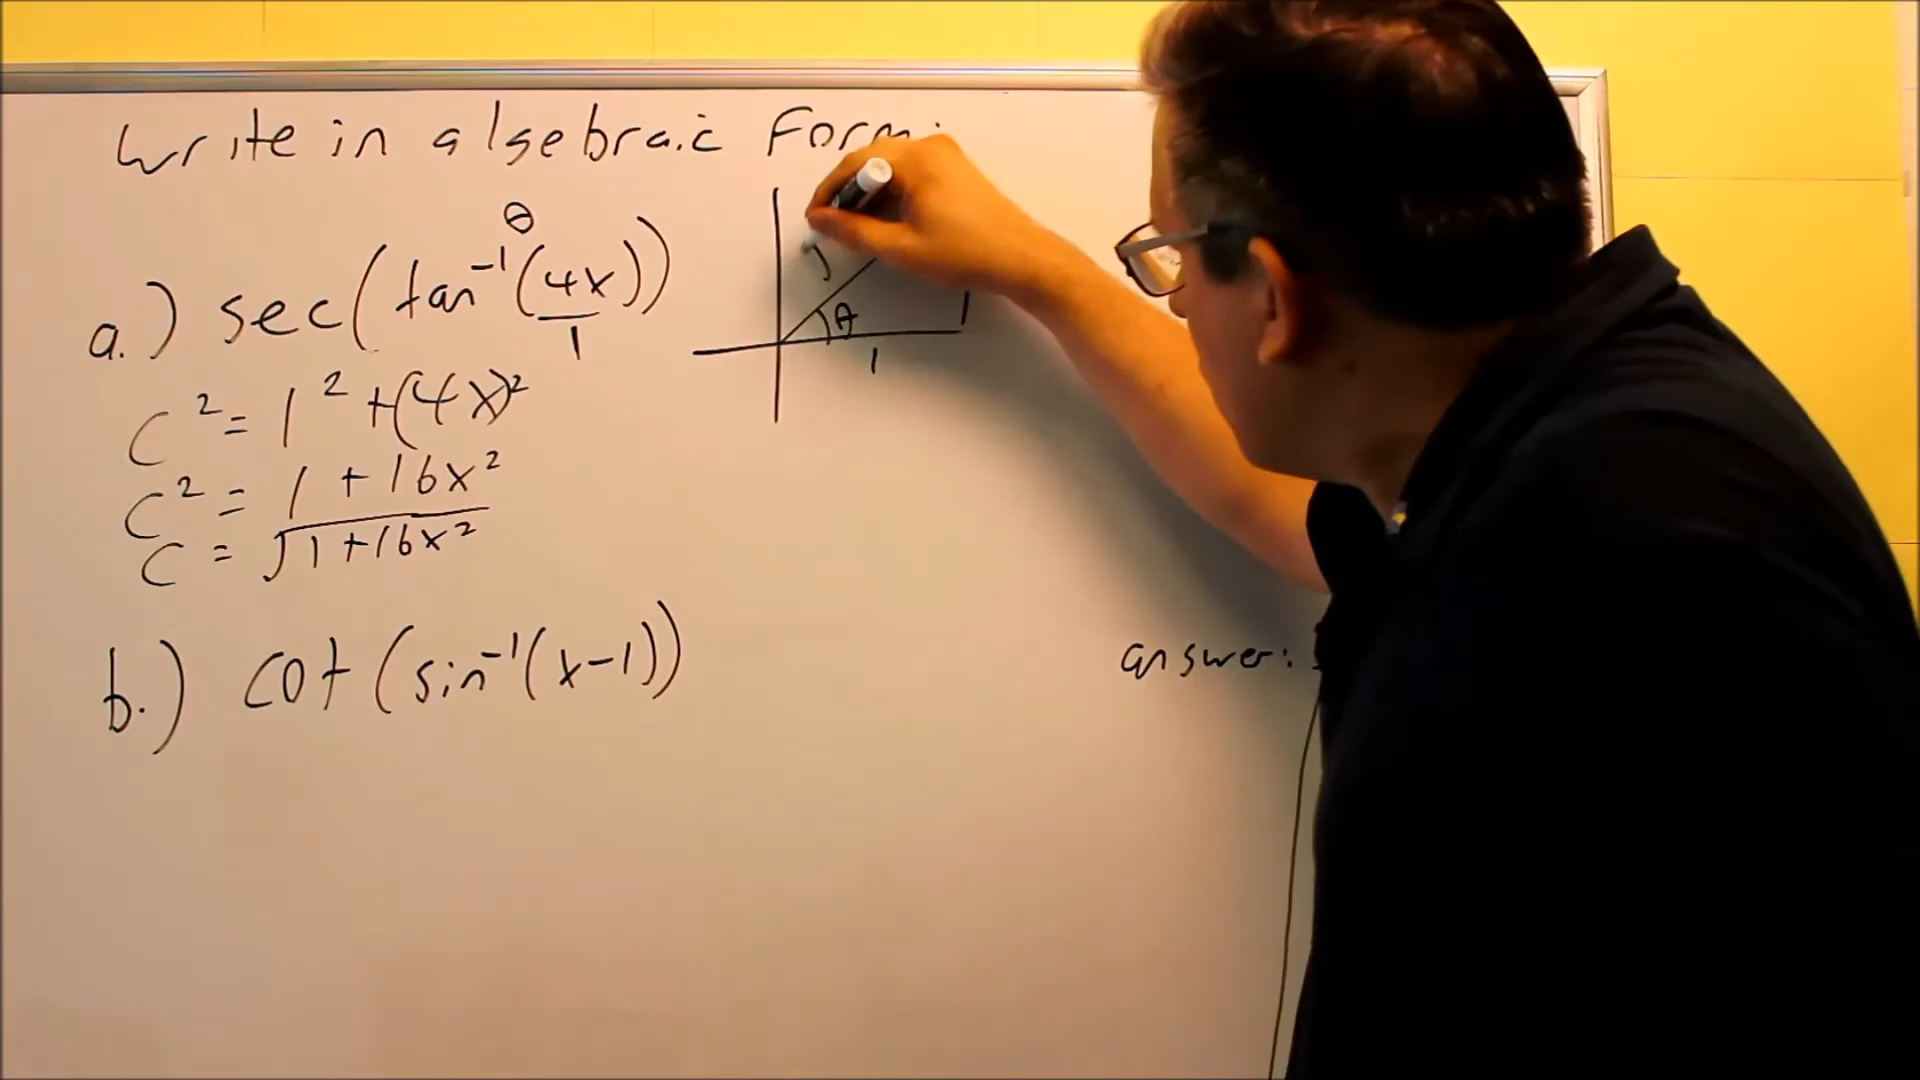 Write in algebraic Form:
θ
a.) sec(tan⁻¹(4x/1))
θ
1
C² = 1² + (4x)²
C² = 1 + 16x²
C = √1+16x²
b.) cot(sin⁻¹(x-1))
answer: